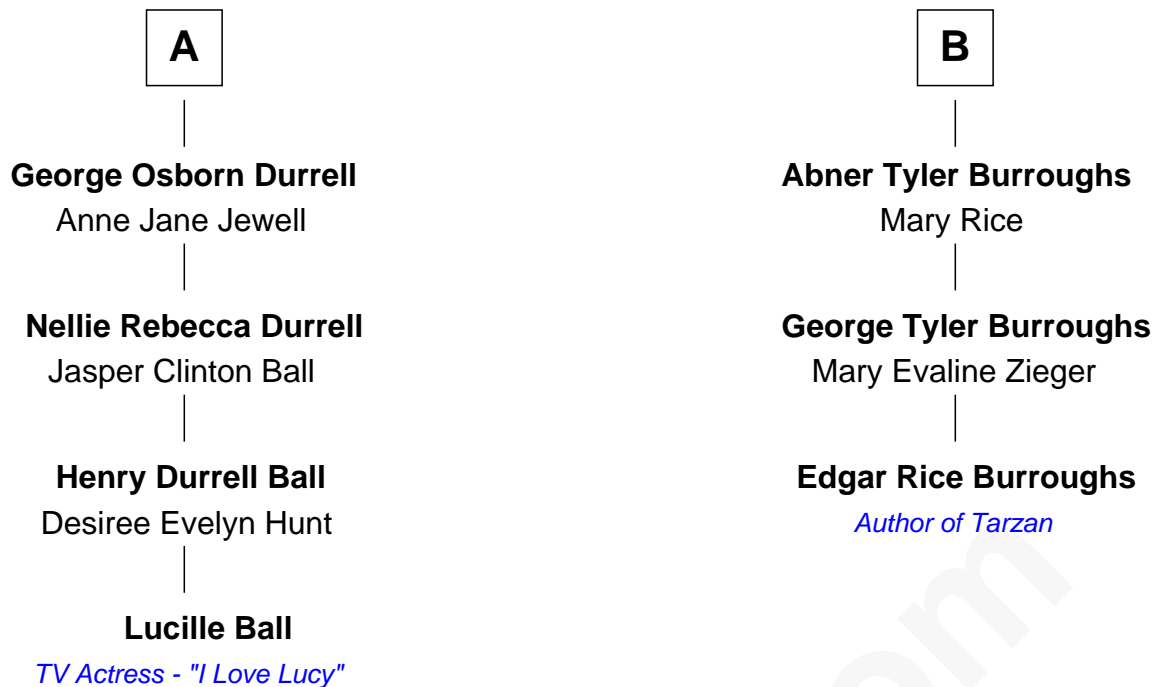 A
George Osborn Durrell
Anne Jane Jewell
Nellie Rebecca Durrell
Jasper Clinton Ball
Henry Durrell Ball
Desiree Evelyn Hunt
Lucille Ball
TV Actress - "I Love Lucy"
B
Abner Tyler Burroughs
Mary Rice
George Tyler Burroughs
Mary Evaline Zieger
Edgar Rice Burroughs
Author of Tarzan
om